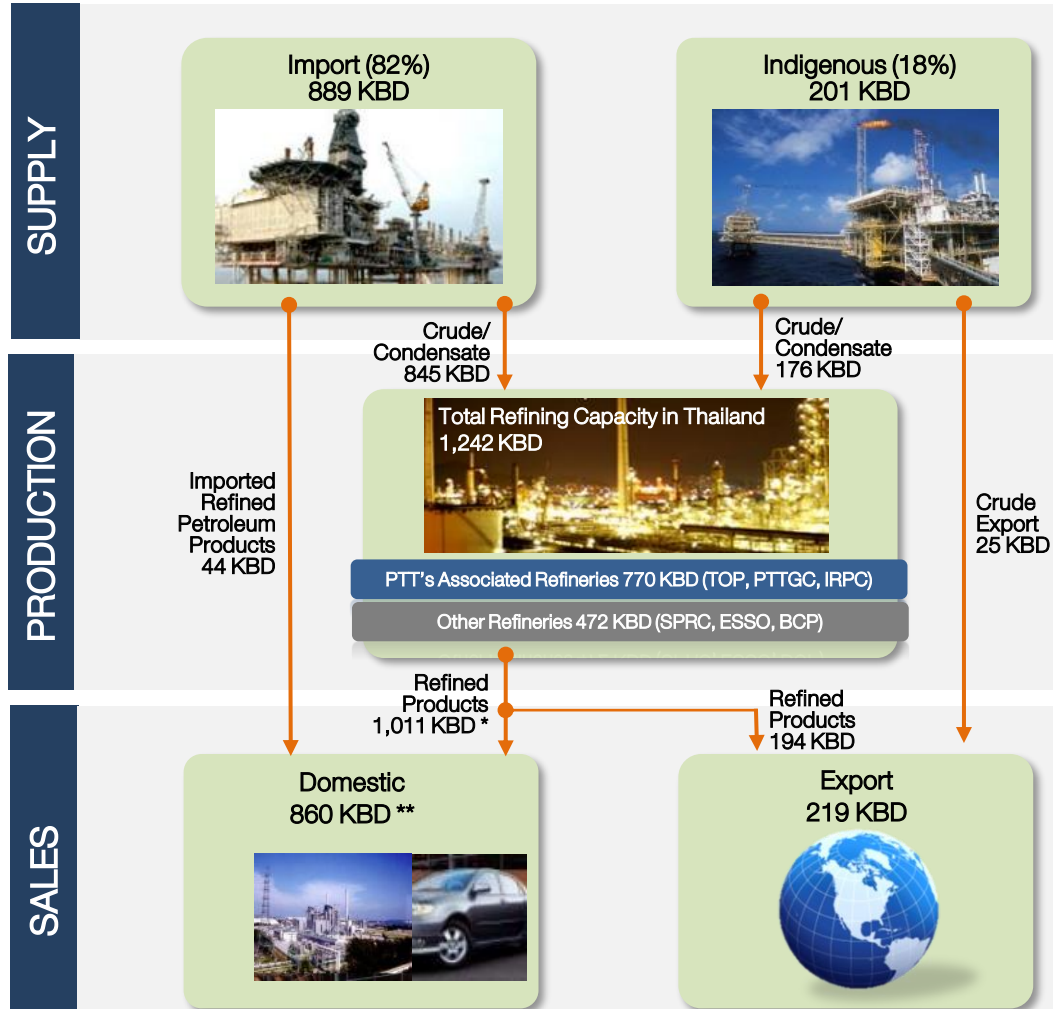 SUPPLY
Import (82%)
889 KBD
Indigenous (18%)
201 KBD
Crude/
Condensate
845 KBD
Crude/
Condensate
176 KBD
PRODUCTION
Total Refining Capacity in Thailand
1,242 KBD
Imported
Refined
Petroleum
Products
44 KBD
Crude
Export
25 KBD
PTT's Associated Refineries 770 KBD (TOP, PTTGC, IRPC)
Other Refineries 472 KBD (SPRC, ESSO, BCP)
Refined
Products
1,011 KBD *
Refined
Products
194 KBD
SALES
Domestic
860 KBD **
Export
219 KBD